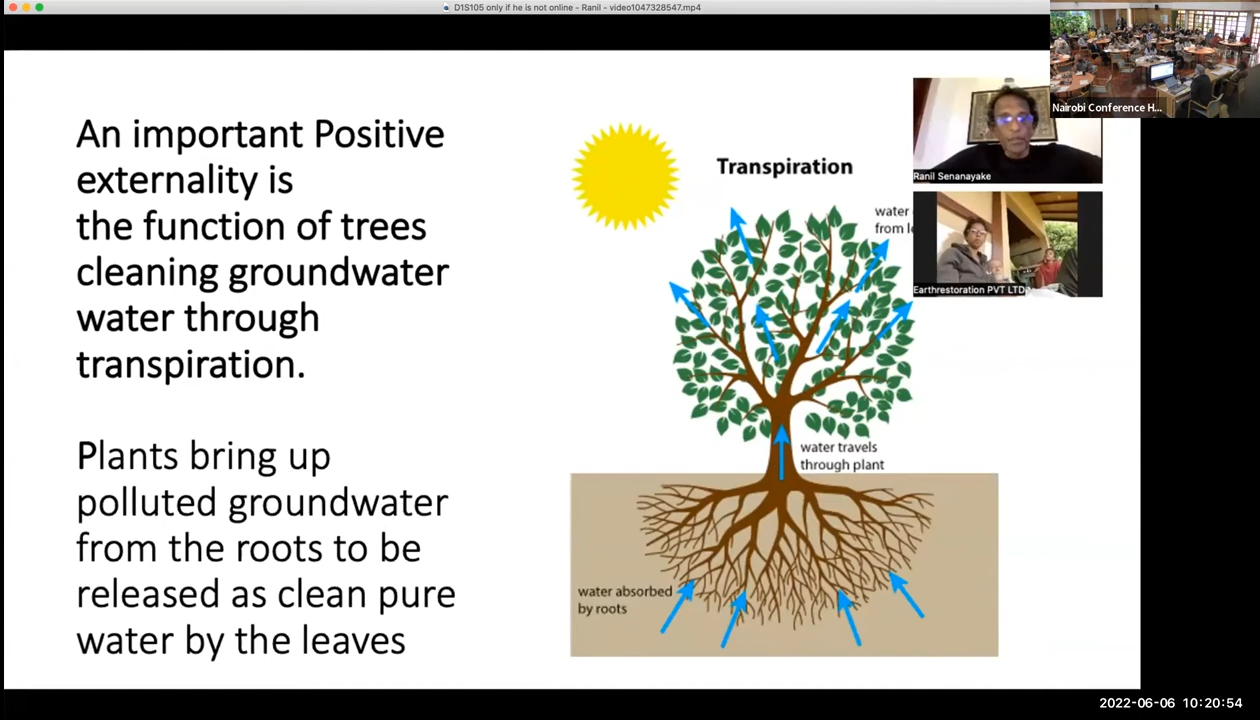 D1S105 only if he is not online - Ranil - video1047328547.mp4
Nairobi Conference H...
An important Positive
externality is
the function of trees
cleaning groundwater
water through
transpiration.
Plants bring up
polluted groundwater
from the roots to be
released as clean pure
water by the leaves
Transpiration
water
from le
water travels
through plant
water absorbed
by roots
Ranil Senanayake
Earthrestoration PVT LTD
2022-06-06 10:20:54